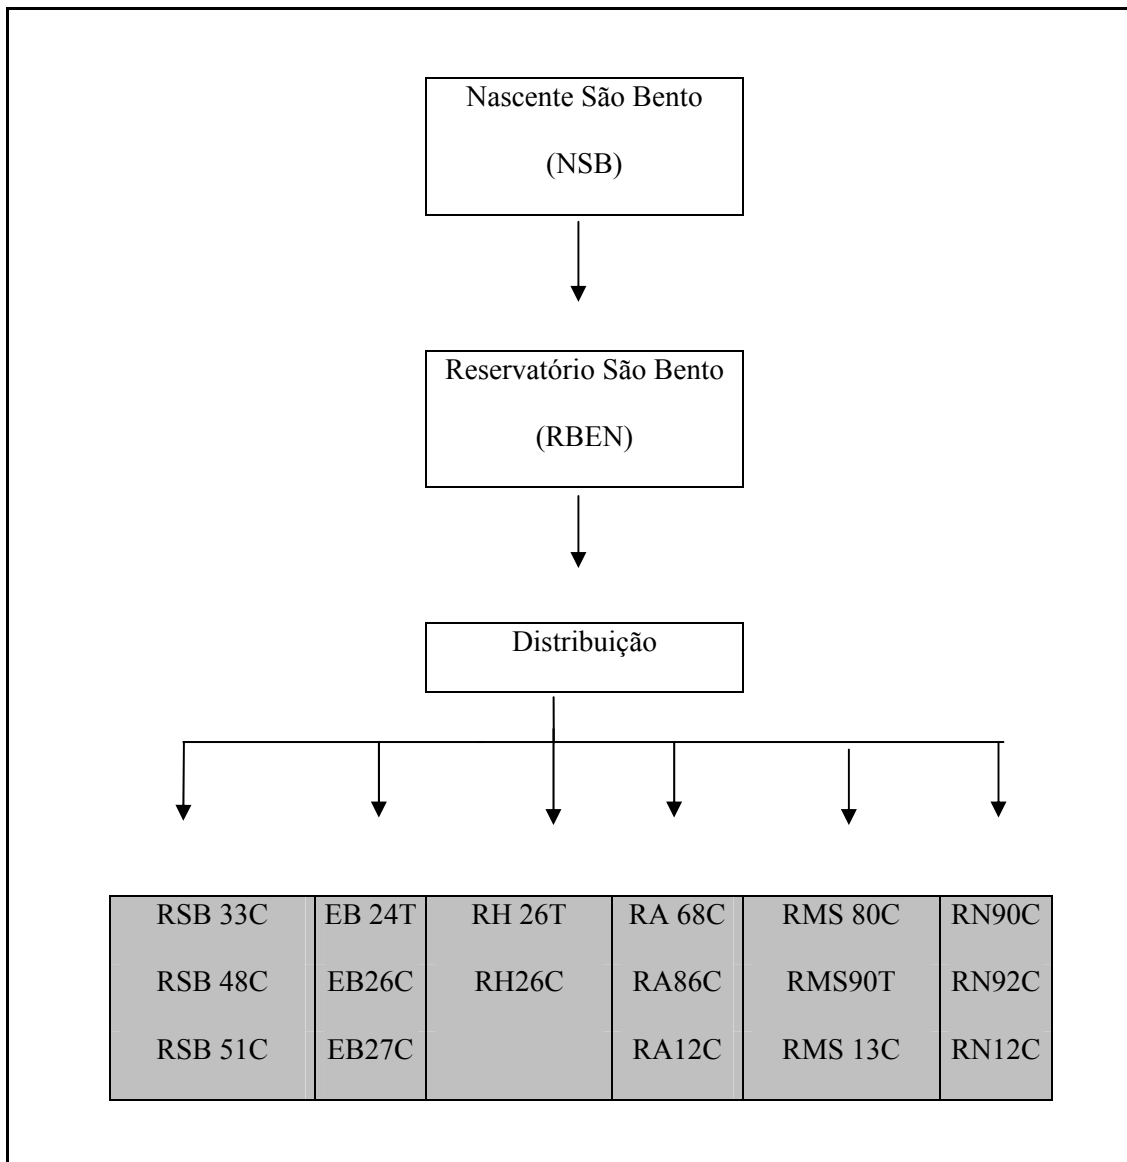 Nascente São Bento
(NSB)
Reservatório São Bento
(RBEN)
Distribuição
RSB 33C EB 24T RH 26T RA 68C RMS 80C RN90C
RSB 48C EB26C RH26C RA86C RMS90T RN92C
RSB 51C EB27C RA12C RMS 13C RN12C